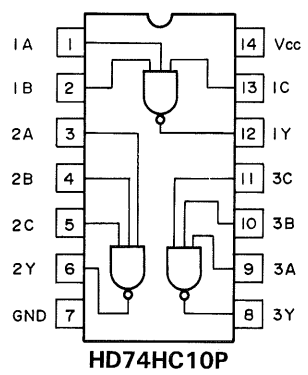 1A 1 14 Vcc
1B 2 13 1C
2A 3 12 1Y
2B 4 11 3C
2C 5 10 3B
2Y 6 9 3A
GND 7 8 3Y
HD74HC10P